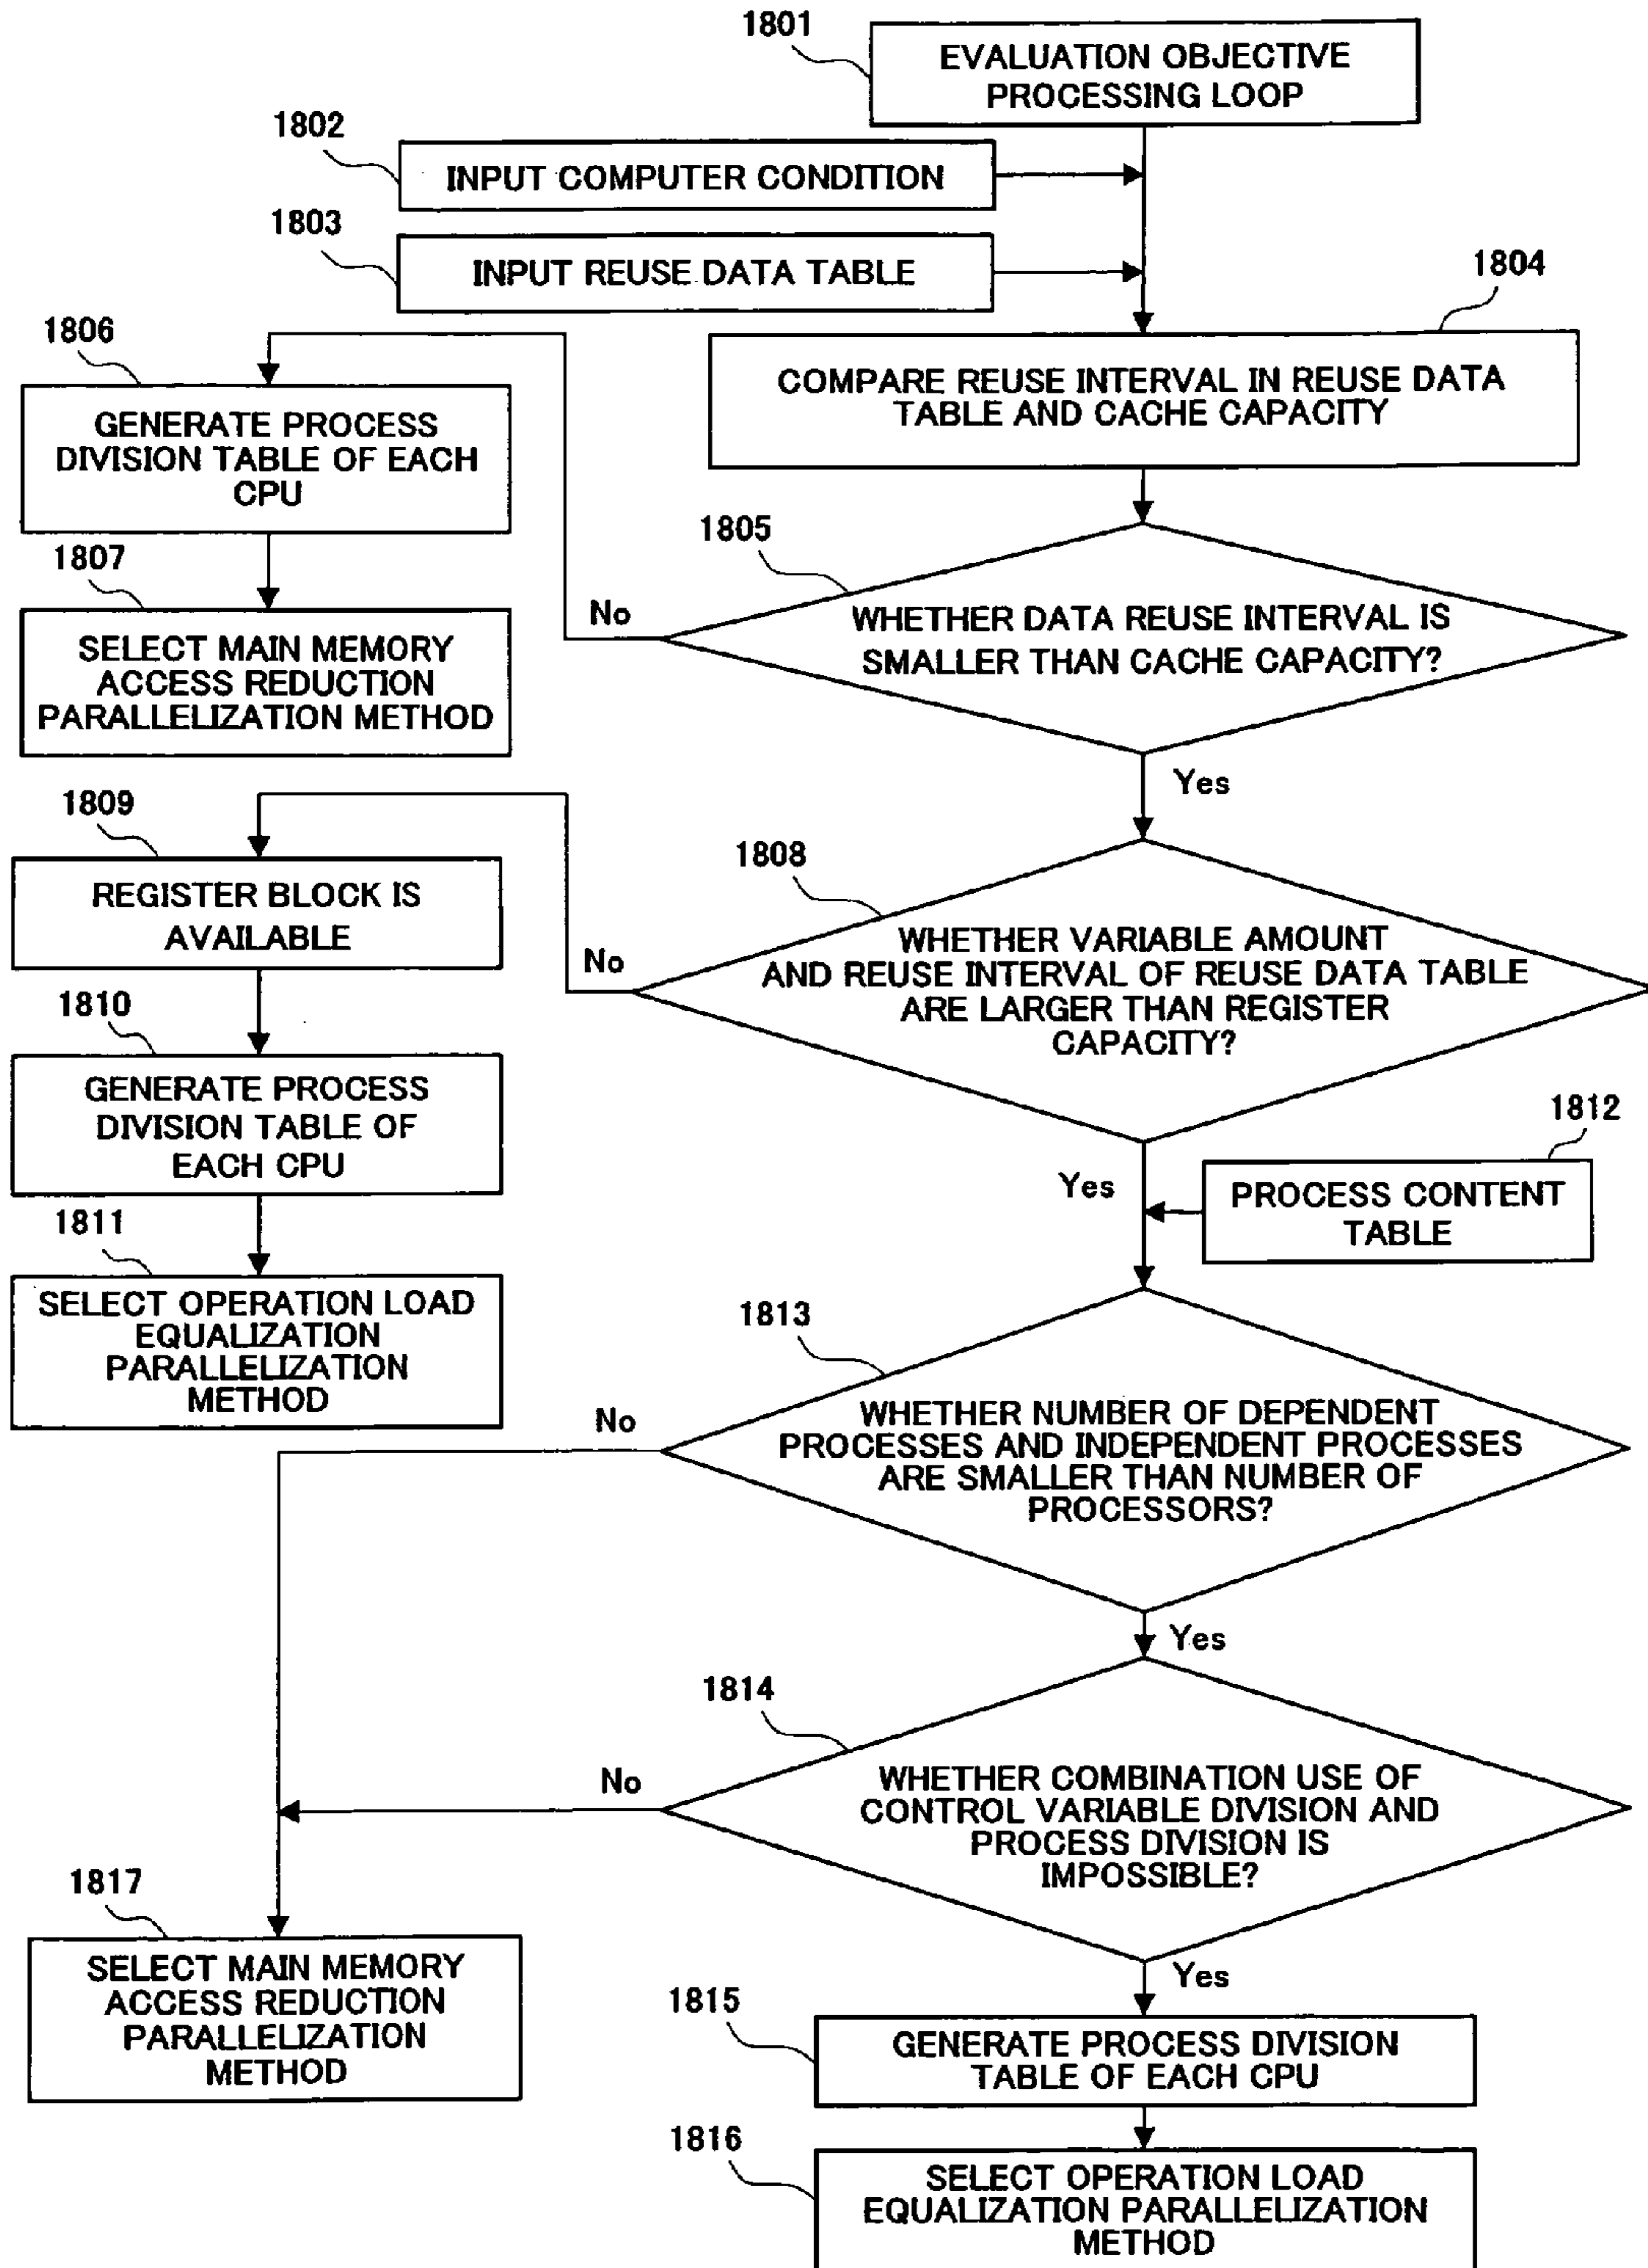 1801
EVALUATION OBJECTIVE
PROCESSING LOOP
1802
INPUT COMPUTER CONDITION
1803
INPUT REUSE DATA TABLE
1804
COMPARE REUSE INTERVAL IN REUSE DATA
TABLE AND CACHE CAPACITY
1806
GENERATE PROCESS
DIVISION TABLE OF EACH
CPU
1805
WHETHER DATA REUSE INTERVAL IS
SMALLER THAN CACHE CAPACITY?
No
Yes
1807
SELECT MAIN MEMORY
ACCESS REDUCTION
PARALLELIZATION METHOD
1809
REGISTER BLOCK IS
AVAILABLE
1808
WHETHER VARIABLE AMOUNT
AND REUSE INTERVAL OF REUSE DATA TABLE
ARE LARGER THAN REGISTER
CAPACITY?
No
Yes
1810
GENERATE PROCESS
DIVISION TABLE OF
EACH CPU
1812
PROCESS CONTENT
TABLE
1811
SELECT OPERATION LOAD
EQUALIZATION
PARALLELIZATION
METHOD
1813
WHETHER NUMBER OF DEPENDENT
PROCESSES AND INDEPENDENT PROCESSES
ARE SMALLER THAN NUMBER OF
PROCESSORS?
No
Yes
1814
WHETHER COMBINATION USE OF
CONTROL VARIABLE DIVISION AND
PROCESS DIVISION IS
IMPOSSIBLE?
No
Yes
1817
SELECT MAIN MEMORY
ACCESS REDUCTION
PARALLELIZATION
METHOD
1815
GENERATE PROCESS DIVISION
TABLE OF EACH CPU
1816
SELECT OPERATION LOAD
EQUALIZATION PARALLELIZATION
METHOD